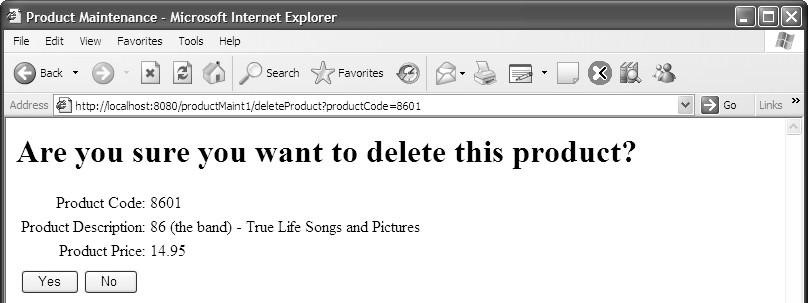 Product Maintenance - Microsoft Internet Explorer
File Edit View Favorites Tools Help
Back Search Favorites
Address http://localhost:8080/productMaint1/deleteProduct?productCode=8601 Go Links »
Are you sure you want to delete this product?
Product Code: 8601
Product Description: 86 (the band) - True Life Songs and Pictures
Product Price: 14.95
Yes No